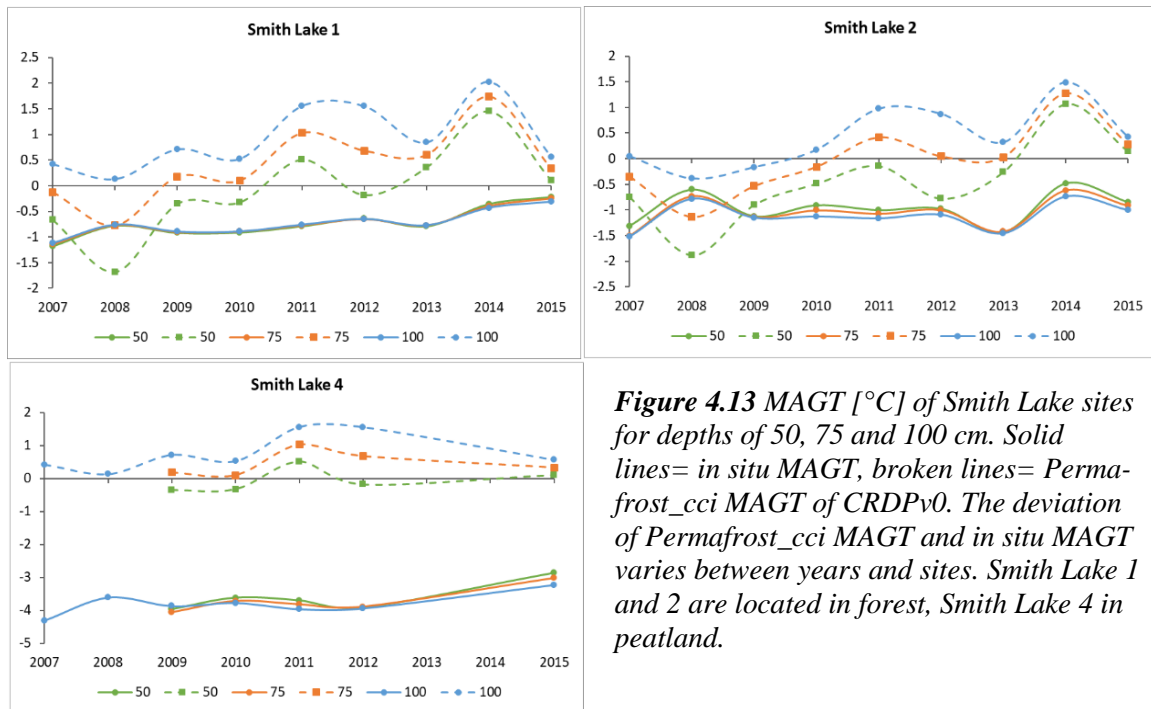 Smith Lake 1
2.5
2
1.5
1
0.5
0
-0.5
-1
-1.5
-2
2007 2008 2009 2010 2011 2012 2013 2014 2015
50 50 75 75 100 100
Smith Lake 2
2
1.5
1
0.5
0
-0.5
-1
-1.5
-2
-2.5
2007 2008 2009 2010 2011 2012 2013 2014 2015
50 50 75 75 100 100
Smith Lake 4
2
1
0
-1
-2
-3
-4
-5
2007 2008 2009 2010 2011 2012 2013 2014 2015
50 50 75 75 100 100
Figure 4.13 MAGT [°C] of Smith Lake sites
for depths of 50, 75 and 100 cm. Solid
lines= in situ MAGT, broken lines= Perma-
frost_cci MAGT of CRDPv0. The deviation
of Permafrost_cci MAGT and in situ MAGT
varies between years and sites. Smith Lake 1
and 2 are located in forest, Smith Lake 4 in
peatland.